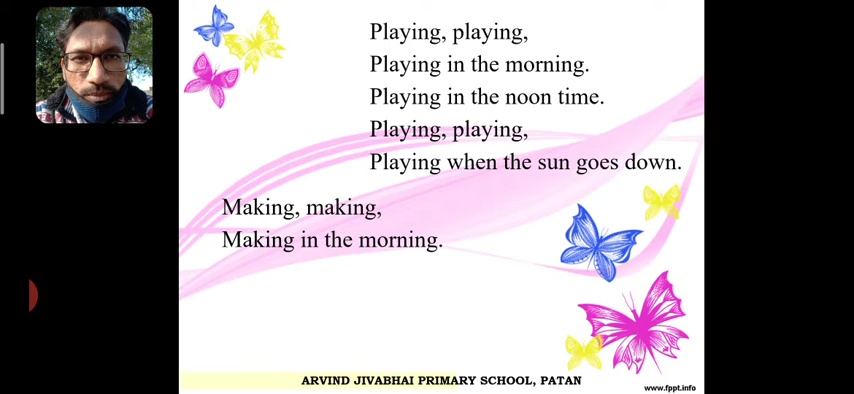 Playing, playing,
Playing in the morning.
Playing in the noon time.
Playing, playing,
Playing when the sun goes down.
Making, making,
Making in the morning.
ARVIND JIVABHAI PRIMARY SCHOOL, PATAN
www.fppt.info